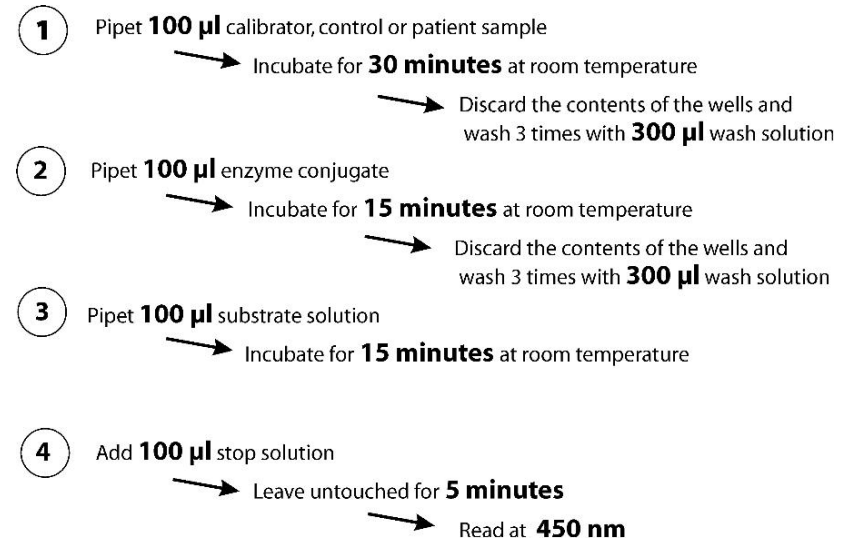 1 Pipet 100 µl calibrator, control or patient sample
Incubate for 30 minutes at room temperature
Discard the contents of the wells and
wash 3 times with 300 µl wash solution
2 Pipet 100 µl enzyme conjugate
Incubate for 15 minutes at room temperature
Discard the contents of the wells and
wash 3 times with 300 µl wash solution
3 Pipet 100 µl substrate solution
Incubate for 15 minutes at room temperature
4 Add 100 µl stop solution
Leave untouched for 5 minutes
Read at 450 nm